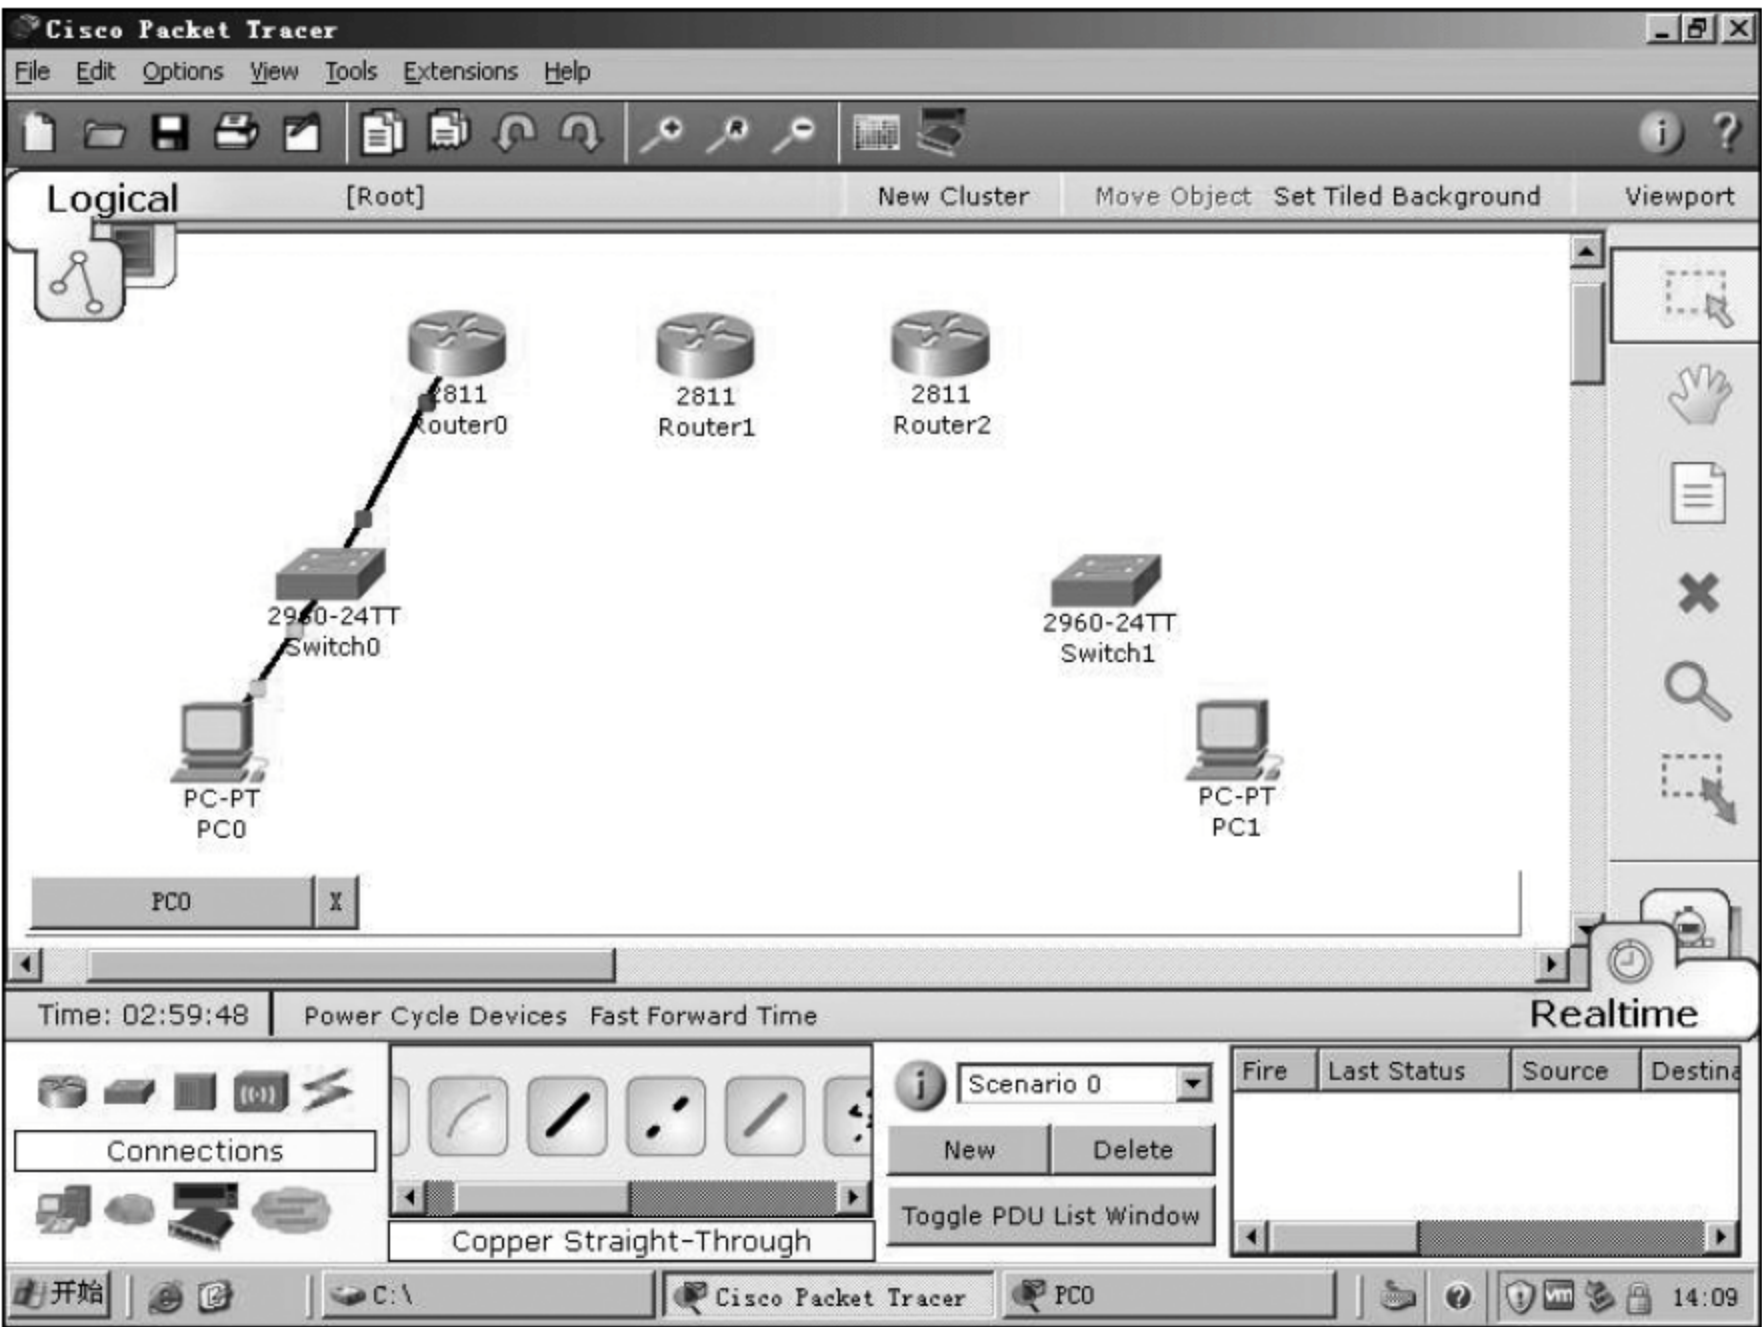 Cisco Packet Tracer
File Edit Options View Tools Extensions Help
Logical [Root] New Cluster Move Object Set Tiled Background Viewport
2811
Router0
2811
Router1
2811
Router2
2960-24TT
Switch0
2960-24TT
Switch1
PC-PT
PC0
PC-PT
PC1
PC0 X
Time: 02:59:48 Power Cycle Devices Fast Forward Time Realtime
Scenario 0
Fire Last Status Source Destina
Connections
New Delete
Toggle PDU List Window
Copper Straight-Through
开始 C:\ Cisco Packet Tracer PC0 14:09